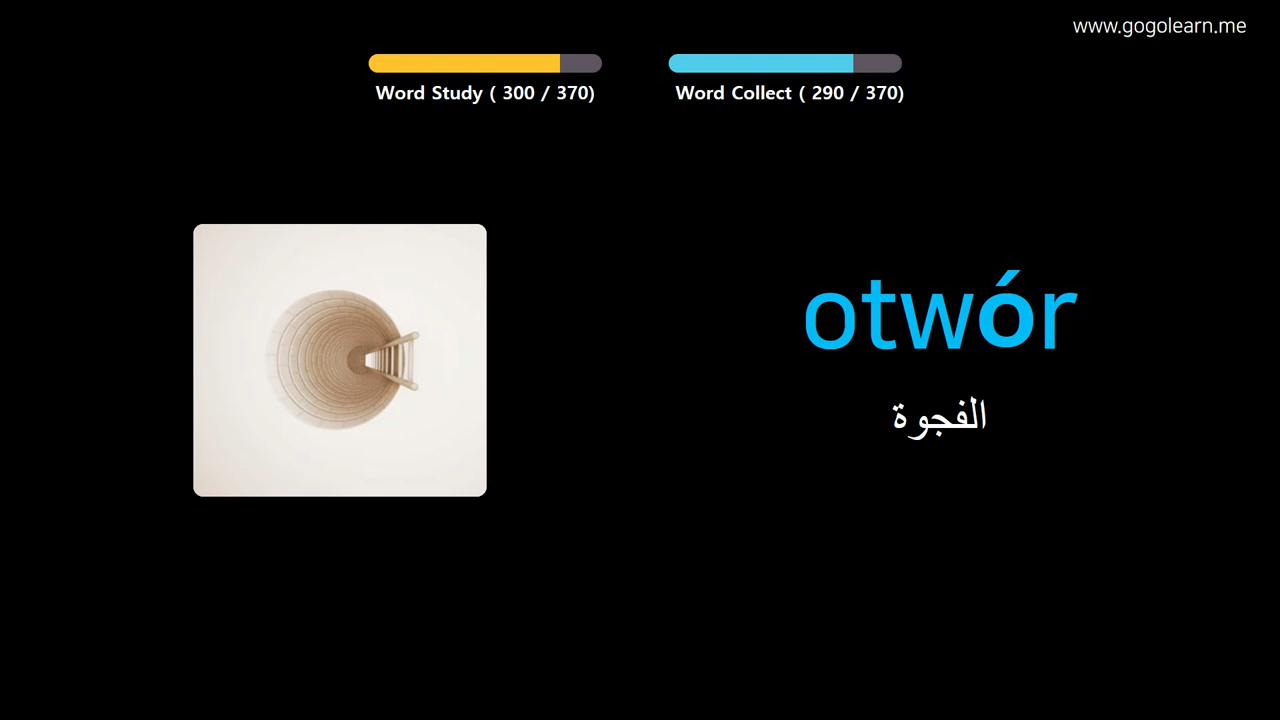 www.gogolearn.me
Word Study ( 300 / 370)
Word Collect ( 290 / 370)
otwór
الفجوة